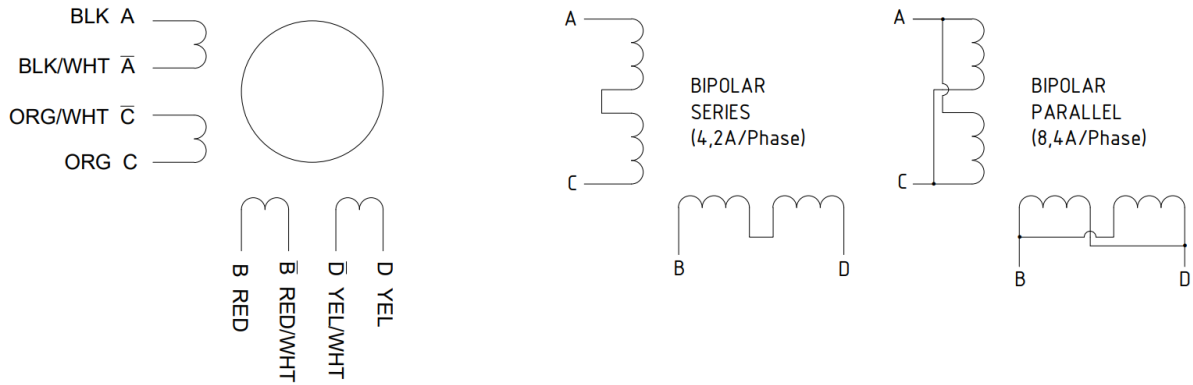 BLK A
BLK/WHT A̅
ORG/WHT C̅
ORG C
B RED
B̅ RED/WHT
D̅ YEL/WHT
D YEL
A
C
BIPOLAR
SERIES
(4,2A/Phase)
B
D
A
C
BIPOLAR
PARALLEL
(8,4A/Phase)
B
D